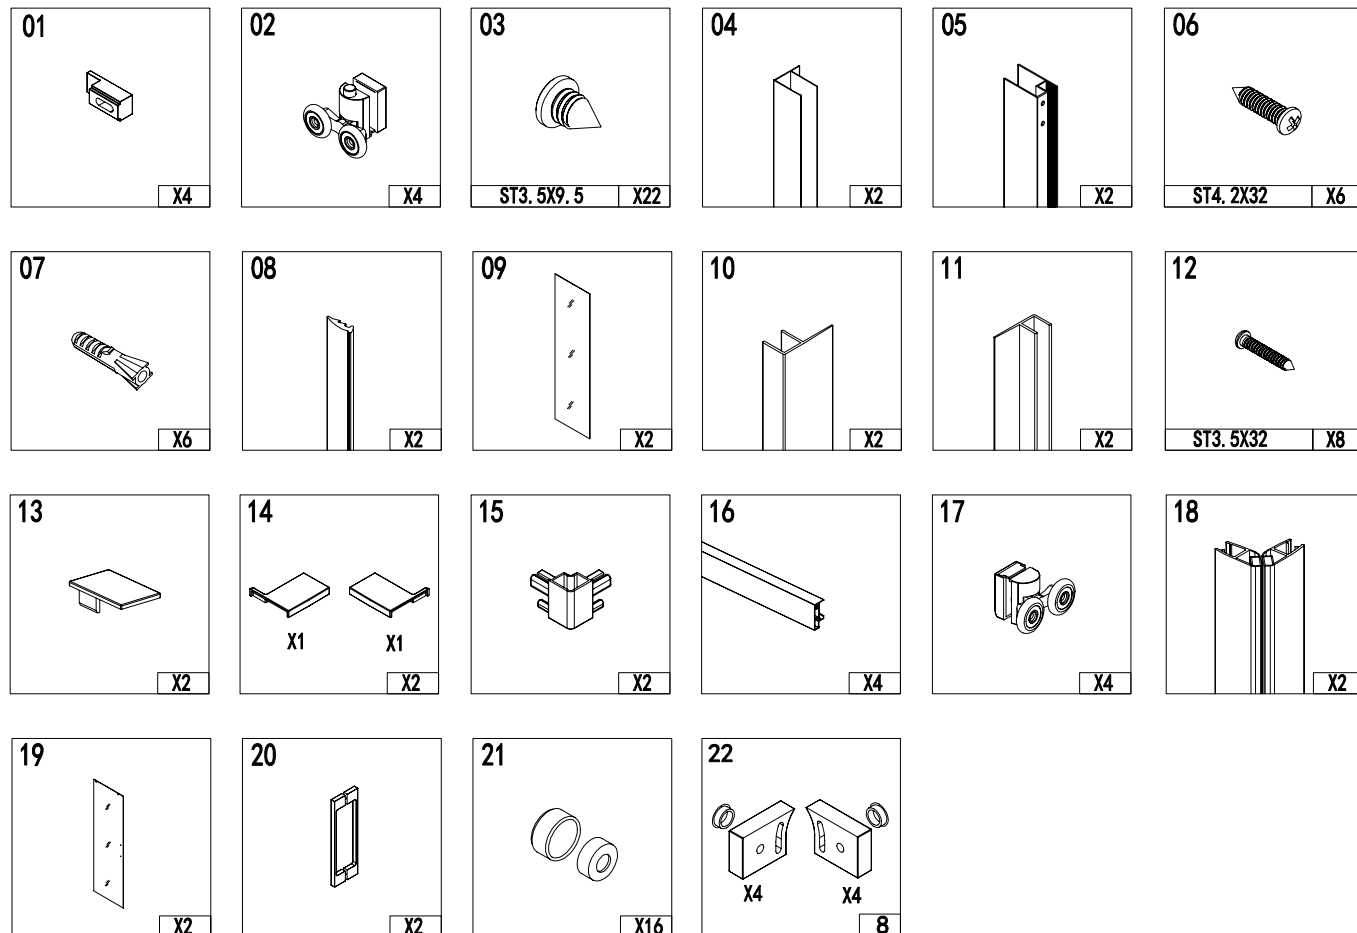 01 02 03 04 05 06
X4 X4 ST3. 5X9. 5 X22 X2 X2 ST4. 2X32 X6
07 08 09 10 11 12
X6 X2 X2 X2 X2 ST3. 5X32 X8
13 14 15 16 17 18
X1 X1
X2 X2 X2 X4 X4 X2
19 20 21 22
X4 X4
X2 X2 X16 8